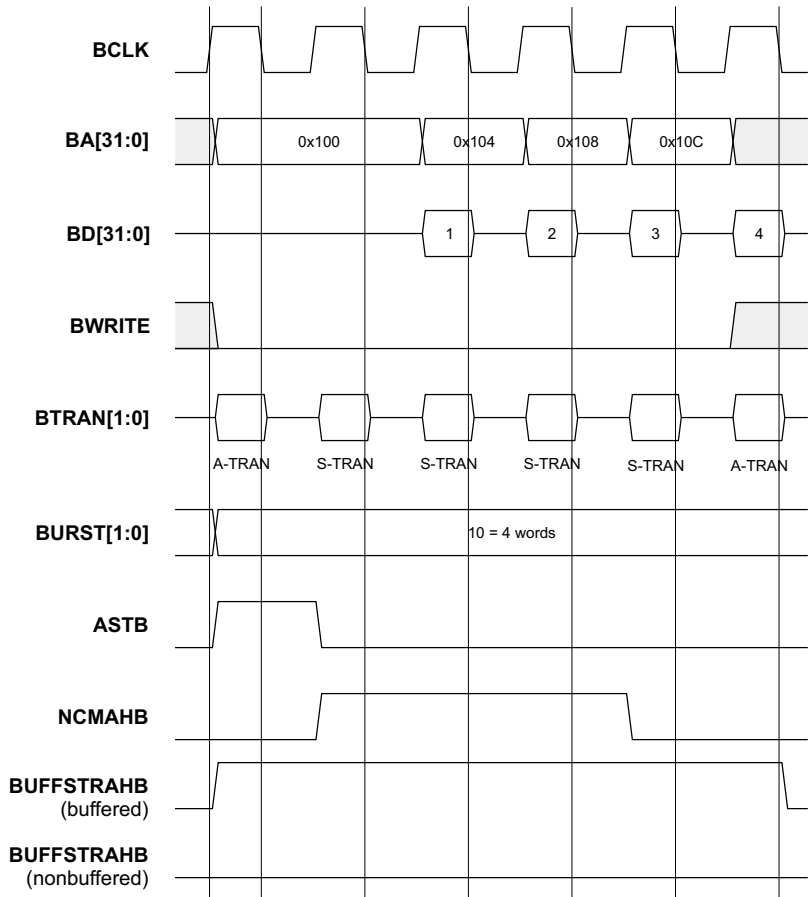 BCLK
BA[31:0]
0x100
0x104
0x108
0x10C
BD[31:0]
1
2
3
4
BWRITE
BTRAN[1:0]
A-TRAN
S-TRAN
S-TRAN
S-TRAN
S-TRAN
A-TRAN
BURST[1:0]
10 = 4 words
ASTB
NCMAHB
BUFFSTRAHB
(buffered)
BUFFSTRAHB
(nonbuffered)